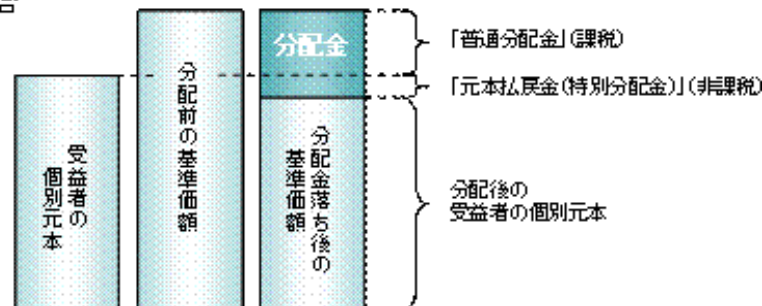 分配金
「普通分配金」(課税)
「元本払戻金(特別分配金)」(非課税)
受益者の
個別元本
分配前の基準価額
分配金落ち後の
基準価額
分配後の
受益者の個別元本